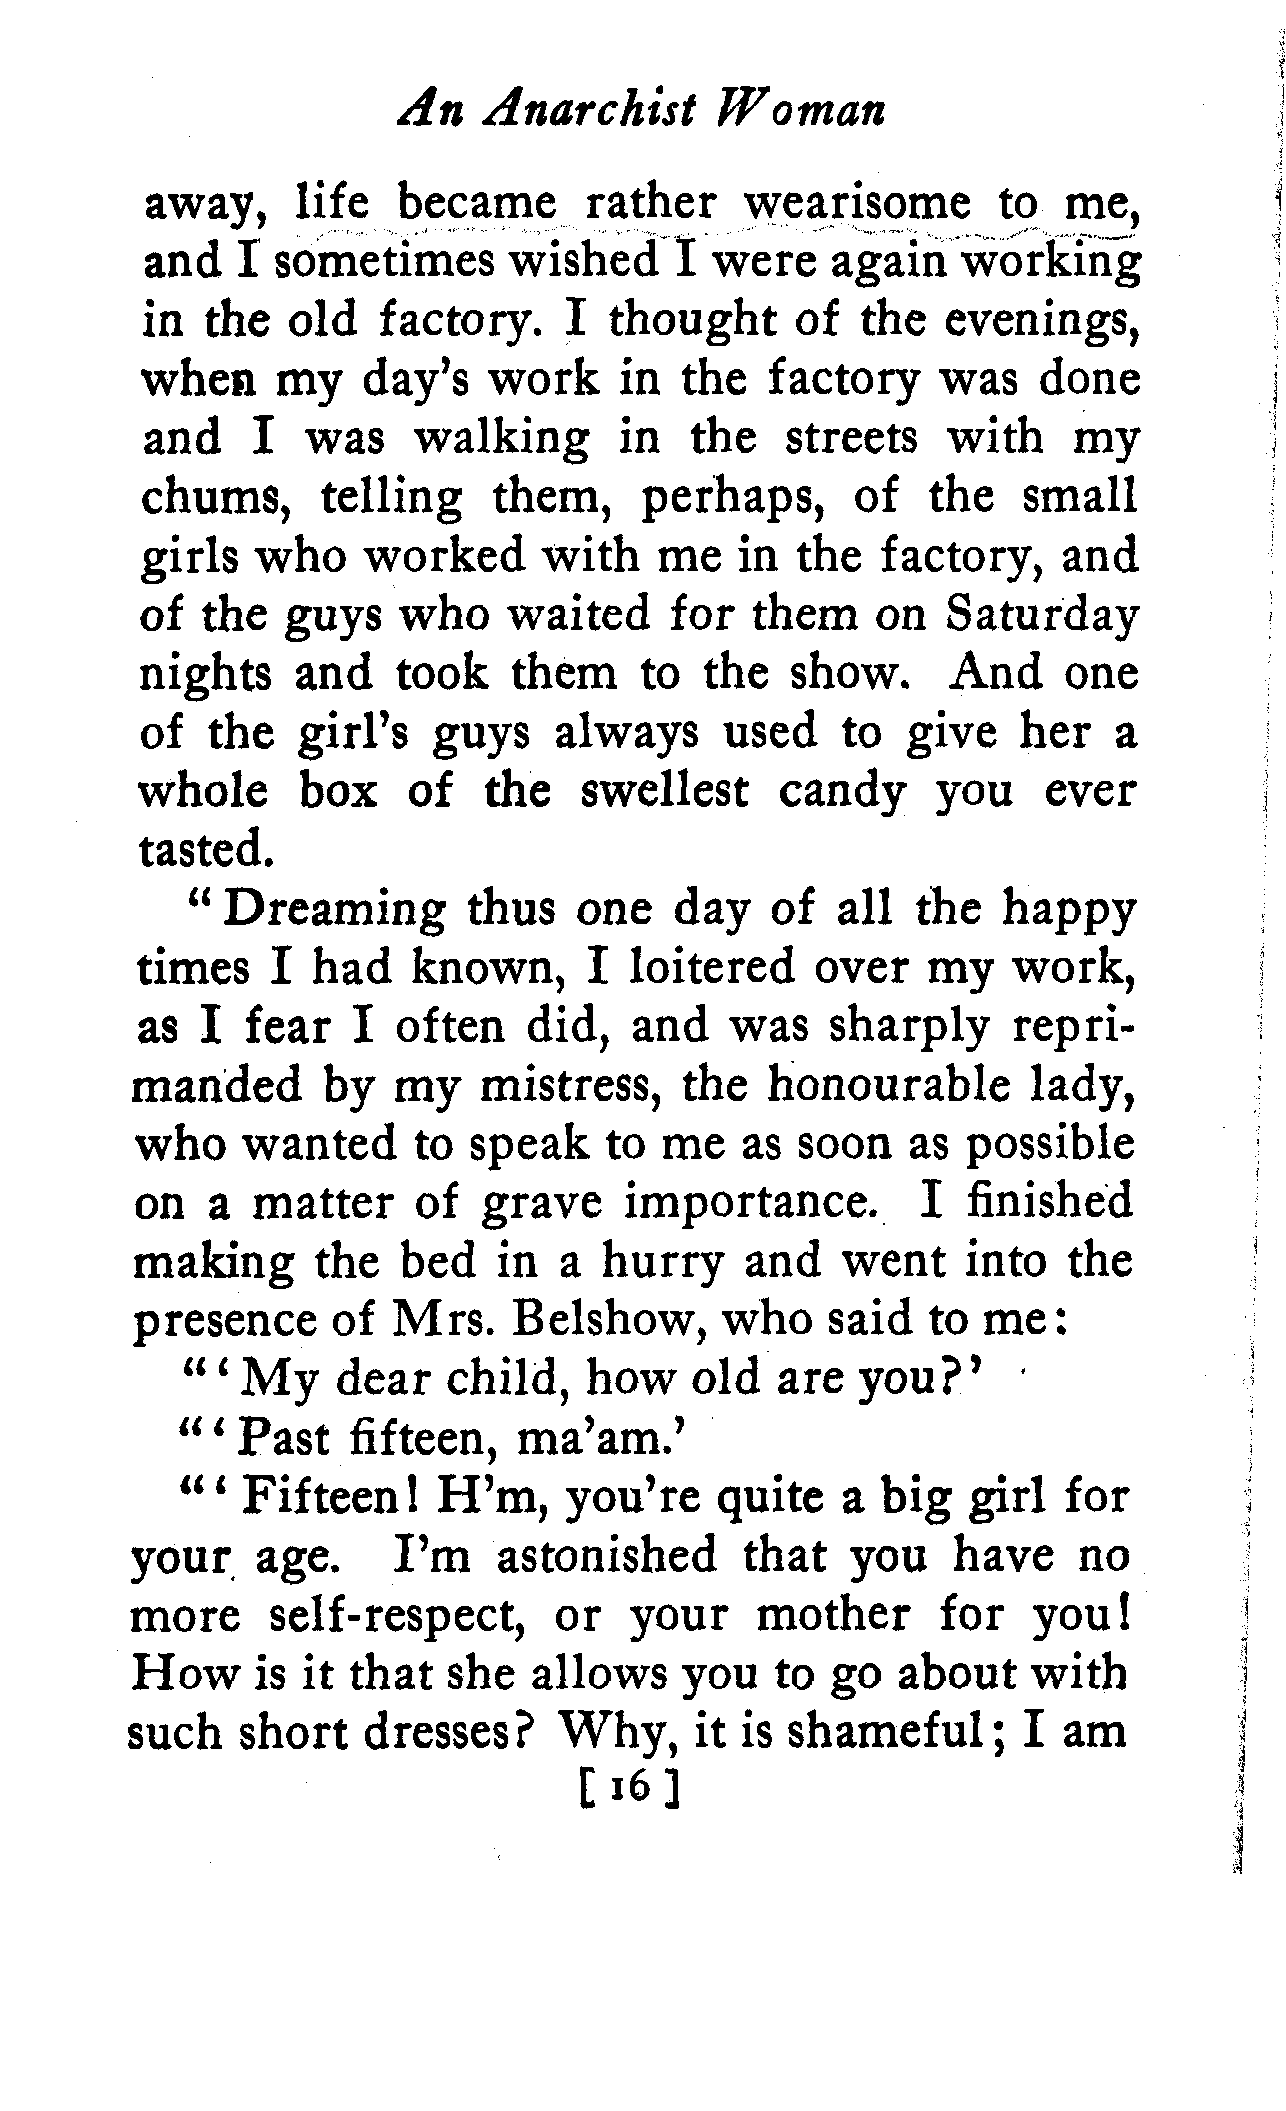 An Anarchist Woman
away, life became rather wearisome to me,
and I sometimes wished I were again working
in the old factory. I thought of the evenings,
when my day's work in the factory was done
and I was walking in the streets with my
chums, telling them, perhaps, of the small
girls who worked with me in the factory, and
of the guys who waited for them on Saturday
nights and took them to the show. And one
of the girl's guys always used to give her a
whole box of the swellest candy you ever
tasted.
“Dreaming thus one day of all the happy
times I had known, I loitered over my work,
as I fear I often did, and was sharply repri-
manded by my mistress, the honourable lady,
who wanted to speak to me as soon as possible
on a matter of grave importance. I finished
making the bed in a hurry and went into the
presence of Mrs. Belshow, who said to me:
“‘My dear child, how old are you?’
“‘Past fifteen, ma'am.’
“‘Fifteen! H'm, you're quite a big girl for
your age. I'm astonished that you have no
more self-respect, or your mother for you!
How is it that she allows you to go about with
such short dresses? Why, it is shameful; I am
[ 16 ]